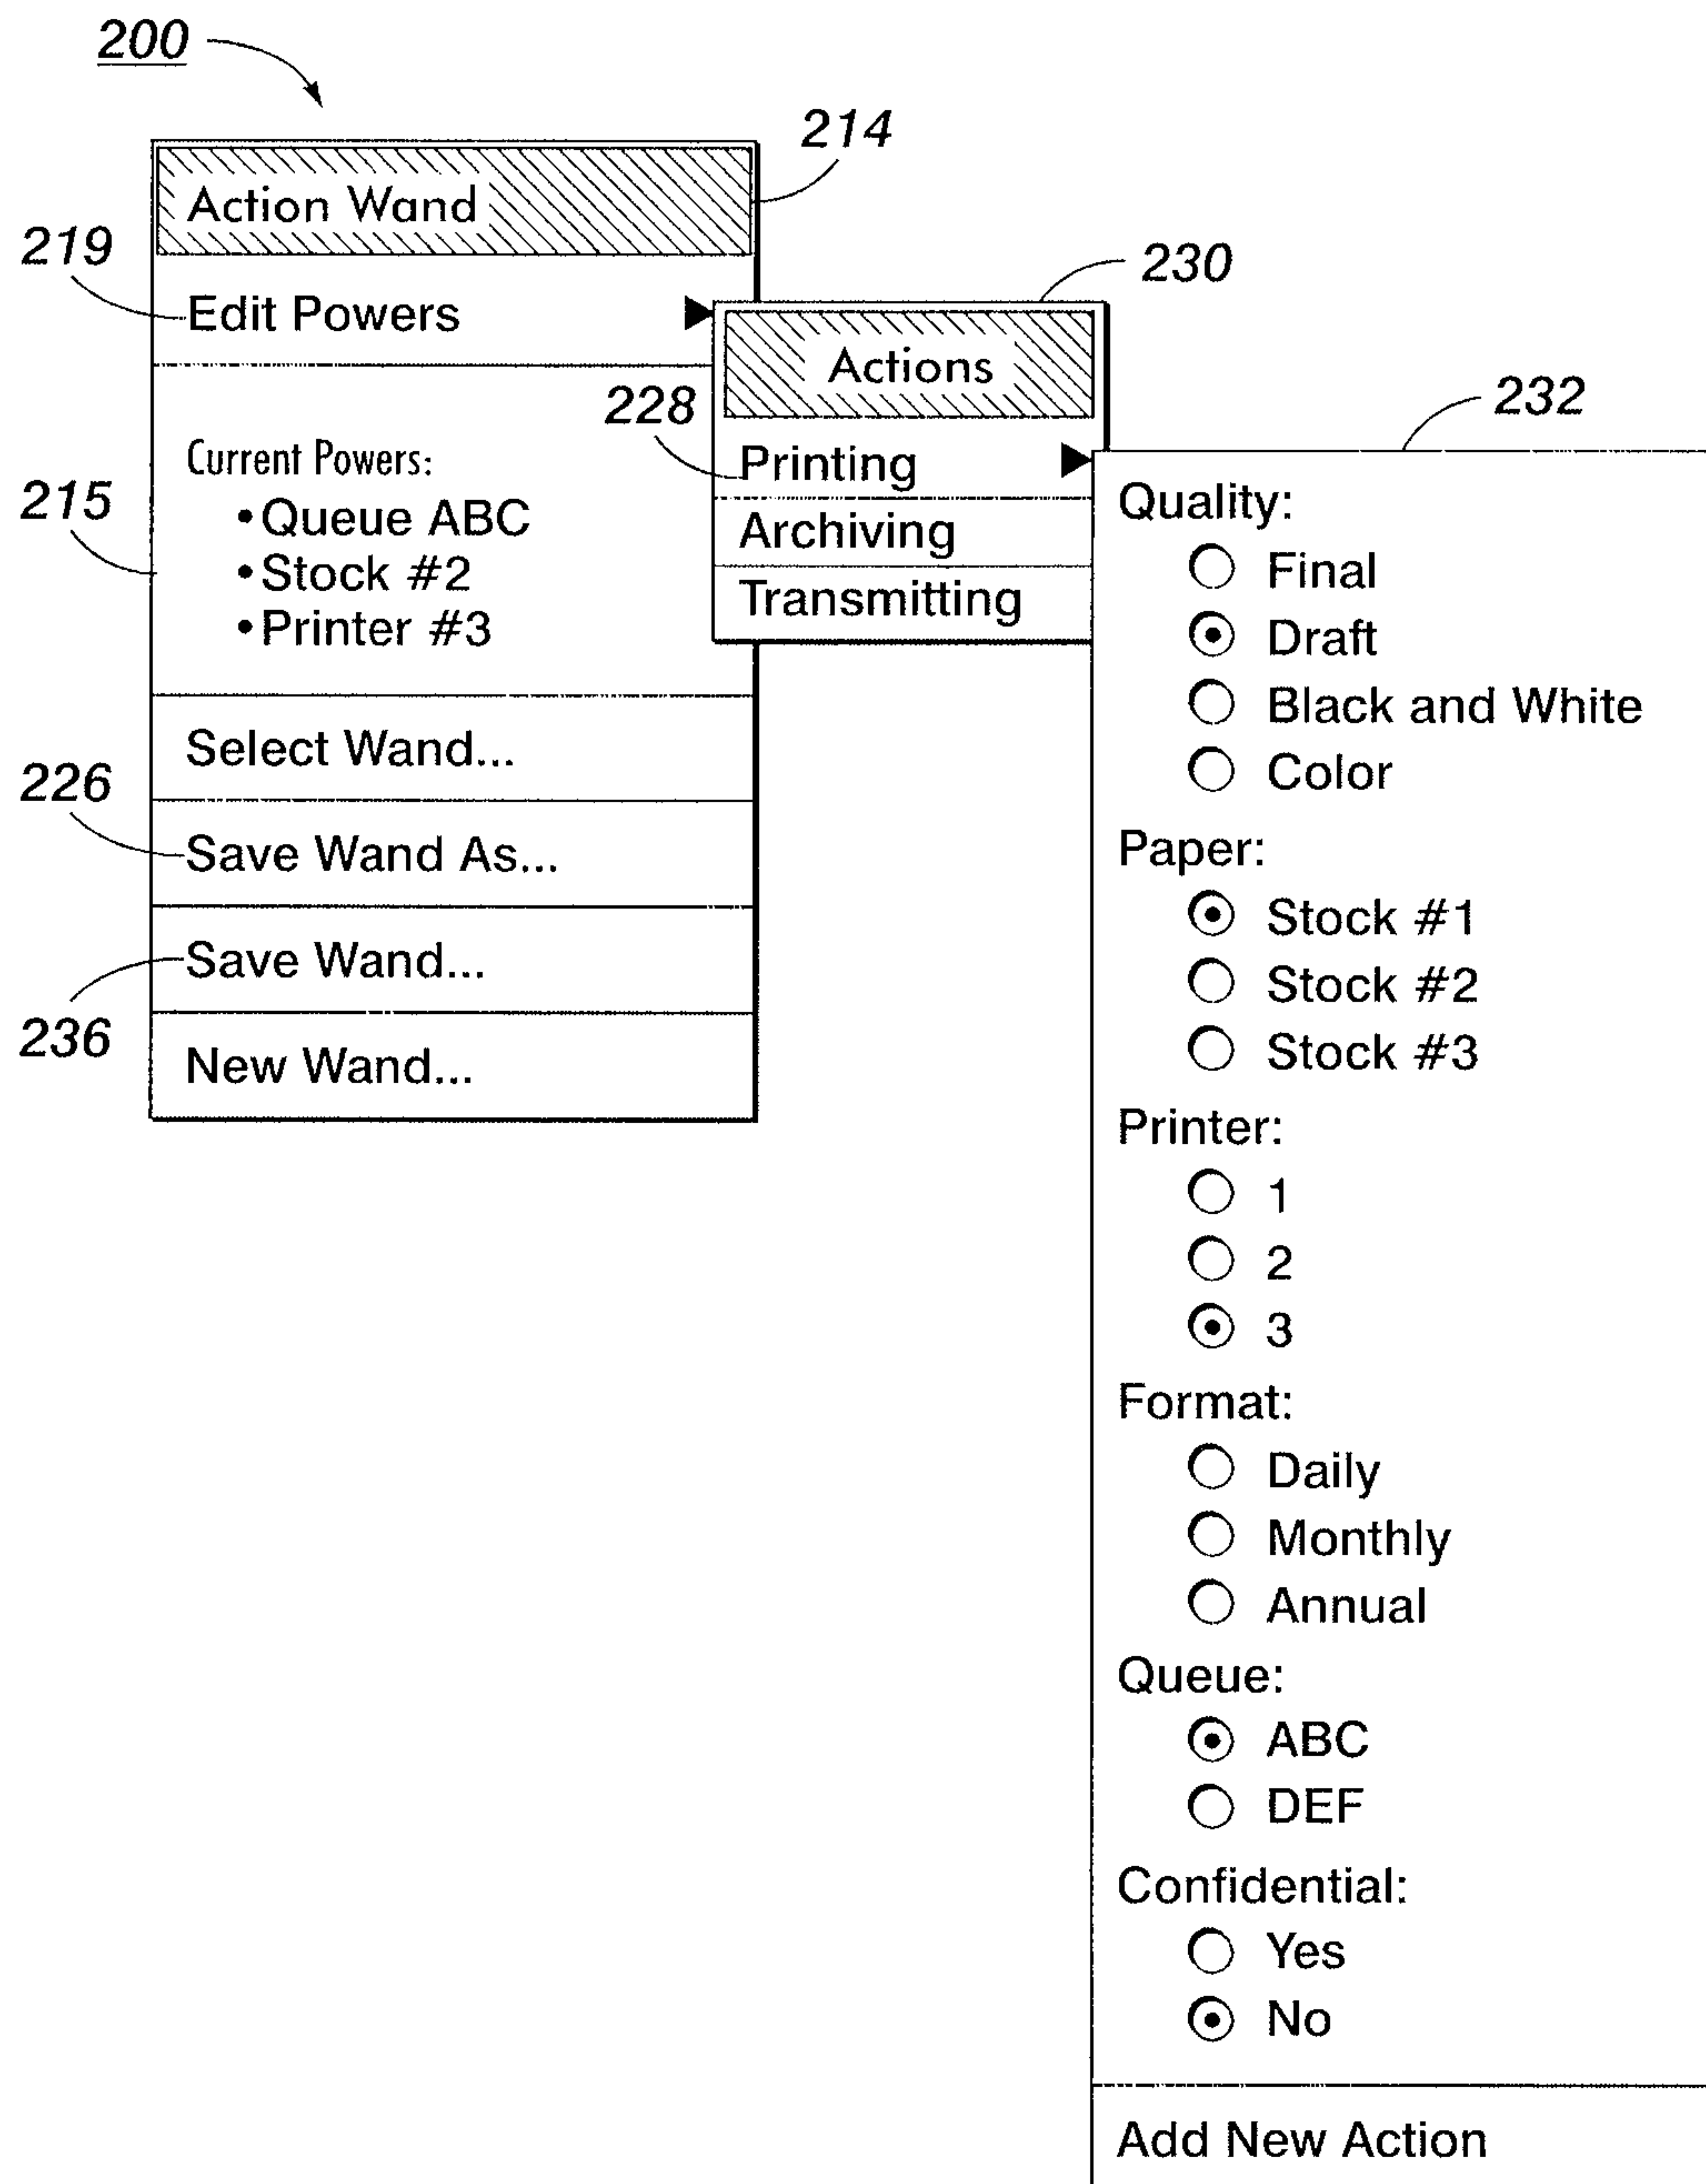 200
214
Action Wand
219
Edit Powers
230
Actions
228
Printing
Archiving
Transmitting
215
Current Powers:
•Queue ABC
•Stock #2
•Printer #3
Select Wand...
226
Save Wand As...
Save Wand...
236
New Wand...
232
Quality:
Final
Draft
Black and White
Color
Paper:
Stock #1
Stock #2
Stock #3
Printer:
1
2
3
Format:
Daily
Monthly
Annual
Queue:
ABC
DEF
Confidential:
Yes
No
Add New Action